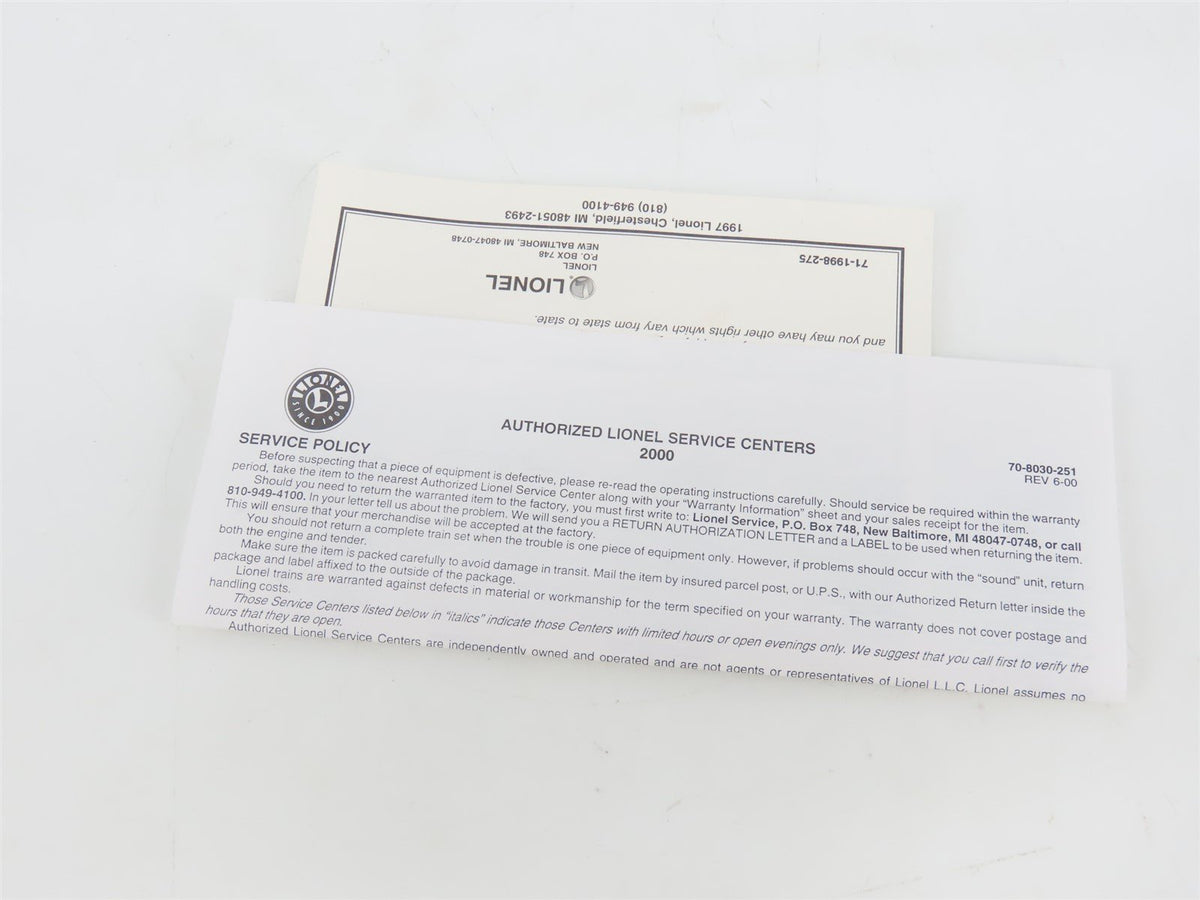 1997 Lionel, Chesterfield, MI 48051-2493
(810) 949-4100
71-1998-275
LIONEL
P.O. BOX 748
NEW BALTIMORE, MI 48047-0748
LIONEL
and you may have other rights which vary from state to state.
LIONEL
L
SINCE 1900
SERVICE POLICY
AUTHORIZED LIONEL SERVICE CENTERS
2000
70-8030-251
REV 6-00
Before suspecting that a piece of equipment is defective, please re-read the operating instructions carefully. Should service be required within the warranty
period, take the item to the nearest Authorized Lionel Service Center along with your "Warranty Information" sheet and your sales receipt for the item.
Should you need to return the warranted item to the factory, you must first write to: Lionel Service, P.O. Box 748, New Baltimore, MI 48047-0748, or call
810-949-4100. In your letter tell us about the problem. We will send you a RETURN AUTHORIZATION LETTER and a LABEL to be used when returning the item.
This will ensure that your merchandise will be accepted at the factory.
You should not return a complete train set when the trouble is one piece of equipment only. However, if problems should occur with the "sound" unit, return
both the engine and tender.
Make sure the item is packed carefully to avoid damage in transit. Mail the item by insured parcel post, or U.P.S., with our Authorized Return letter inside the
package and label affixed to the outside of the package.
Lionel trains are warranted against defects in material or workmanship for the term specified on your warranty. The warranty does not cover postage and
handling costs.
Those Service Centers listed below in "italics" indicate those Centers with limited hours or open evenings only. We suggest that you call first to verify the
hours that they are open.
Authorized Lionel Service Centers are independently owned and operated and are not agents or representatives of Lionel L.L.C. Lionel assumes no